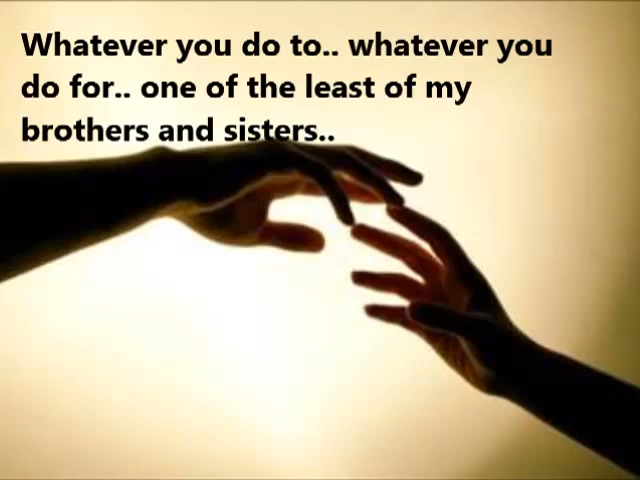 Whatever you do to.. whatever you
do for.. one of the least of my
brothers and sisters..